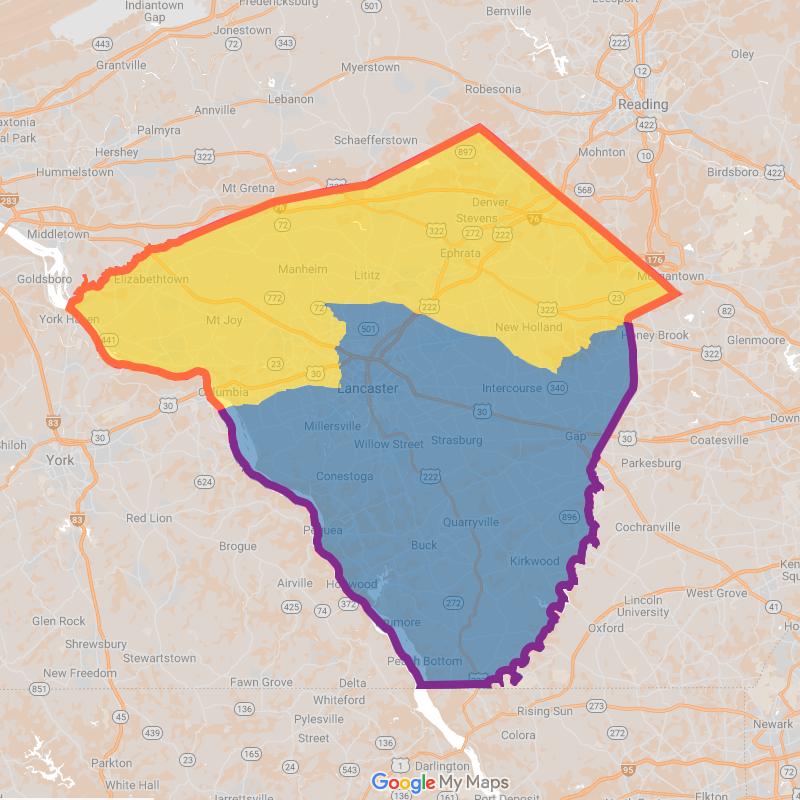 Fredericksburg
501
Leesport
222
Indiantown
Gap
Bernville
443
Jonestown
72
343
222
Oley
Grantville
Myerstown
12
Lebanon
Robesonia
Reading
Annville
422
Palmyra
Schaefferstown
Hershey
322
897
Mohnton
10
Birdsboro
422
Hummelstown
Mt Gretna
568
283
Denver
Stevens
76
Middletown
72
322
272
222
Ephrata
176
Goldsboro
Elizabethtown
Manheim
Lititz
Morgantown
772
72
222
322
23
82
York Haven
Mt Joy
501
New Holland
Honey Brook
441
322
Glenmoore
23
30
Lancaster
Intercourse
340
Columbia
30
30
83
30
Millersville
Willow Street
Strasburg
Gap
30
Coatesville
York
Parkesburg
624
Conestoga
222
83
Red Lion
Quarryville
896
Cochranville
Pequea
Brogue
Buck
Kirkwood
Airville
Holtwood
West Grove
425
74
372
272
Lincoln
University
41
Glen Rock
Oxford
Shrewsbury
Stewartstown
Peach Bottom
New Freedom
Fawn Grove
Delta
851
Whiteford
Rising Sun
273
45
136
Pylesville
Street
Colora
272
Newark
439
136
165
24
543
1
Darlington
95
Parkton
White Hall
24
Google My Maps
136
161
Port Deposit
Elkton
Jarrettsville